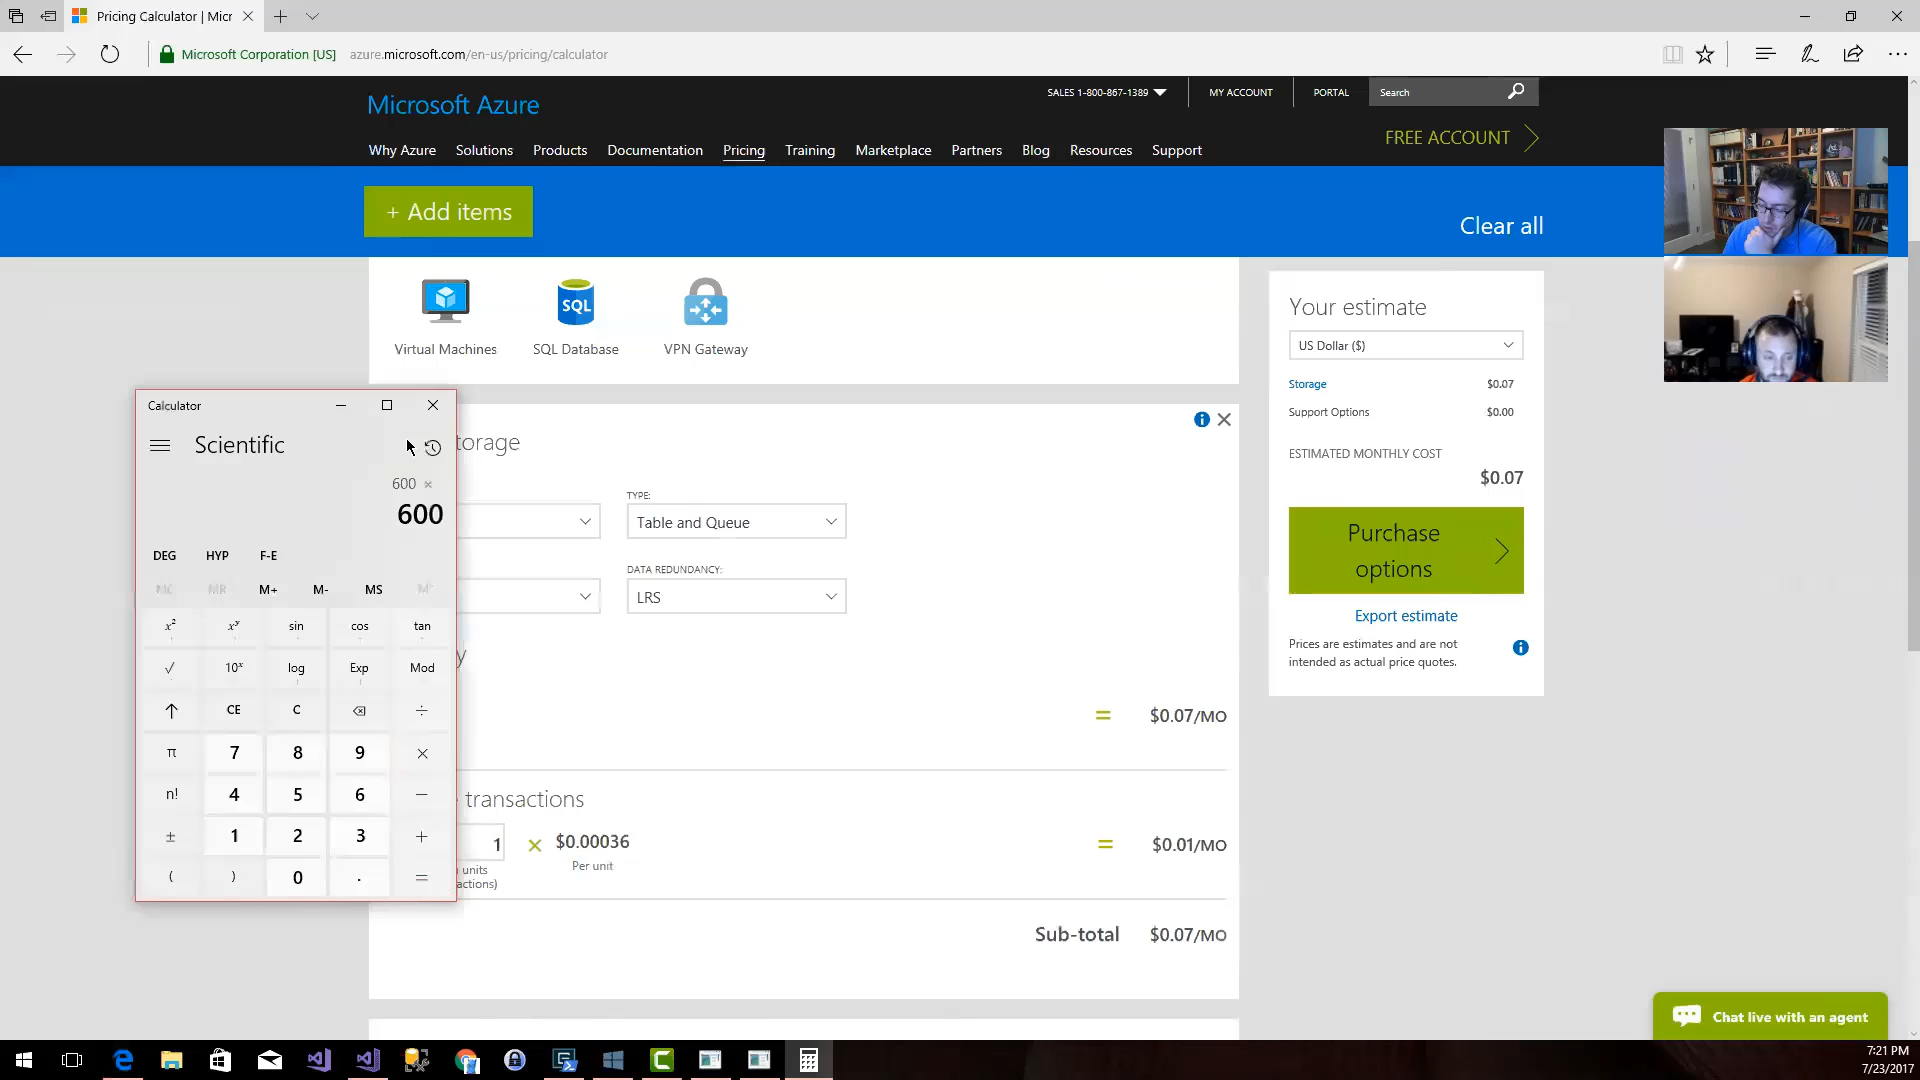 Pricing Calculator | Micr
Microsoft Corporation [US]
azure.microsoft.com/en-us/pricing/calculator
SALES 1-800-867-1389
MY ACCOUNT
PORTAL
Search
Microsoft Azure
FREE ACCOUNT
Why Azure
Solutions
Products
Documentation
Pricing
Training
Marketplace
Partners
Blog
Resources
Support
+ Add items
Clear all
Virtual Machines
SQL
SQL Database
VPN Gateway
Your estimate
US Dollar ($)
Storage $0.07
Support Options $0.00
ESTIMATED MONTHLY COST
$0.07
Purchase
options
Export estimate
Prices are estimates and are not
intended as actual price quotes.
Calculator
Scientific
600 ×
600
DEG HYP F-E
MC MR M+ M- MS M
x² xʸ sin cos tan
√ 10ˣ log Exp Mod
↑ CE C ⌫ ÷
π 7 8 9 ×
n! 4 5 6 −
± 1 2 3 +
( ) 0 . =
torage
TYPE:
Table and Queue
DATA REDUNDANCY:
LRS
y
= $0.07/MO
transactions
1 × $0.00036 = $0.01/MO
Per unit
units
actions)
Sub-total $0.07/MO
Chat live with an agent
7:21 PM
7/23/2017